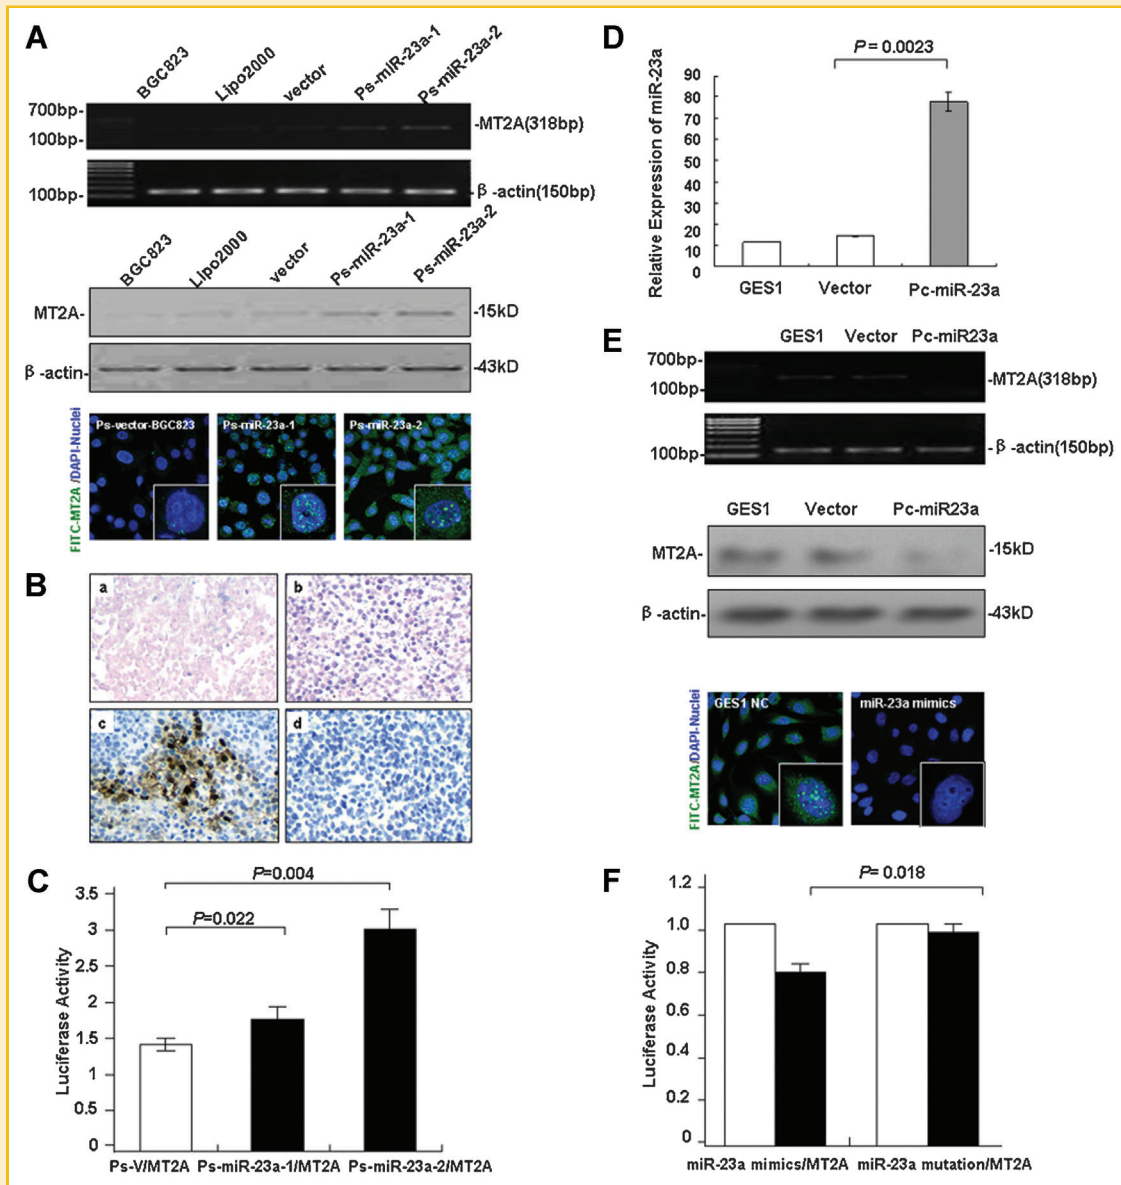 A
BGC823
Lipo2000
vector
Ps-miR-23a-1
Ps-miR-23a-2
700bp-
100bp-
-MT2A(318bp)
100bp-
-β-actin(150bp)
BGC823
Lipo2000
vector
Ps-miR-23a-1
Ps-miR-23a-2
MT2A-
-15kD
β-actin-
-43kD
FITC-MT2A/DAPI-Nuclei
Ps-vector-BGC823
Ps-miR-23a-1
Ps-miR-23a-2
B
a
b
c
d
C
P=0.004
P=0.022
Luciferase Activity
3.5
3
2.5
2
1.5
1
0.5
0
Ps-V/MT2A
Ps-miR-23a-1/MT2A
Ps-miR-23a-2/MT2A
D
P= 0.0023
Relative Expression of miR-23a
90
80
70
60
50
40
30
20
10
0
GES1
Vector
Pc-miR-23a
E
GES1
Vector
Pc-miR23a
700bp-
100bp-
-MT2A(318bp)
100bp-
-β-actin(150bp)
GES1
Vector
Pc-miR23a
MT2A-
-15kD
β-actin-
-43kD
FITC-MT2A/DAPI-Nuclei
GES1 NC
miR-23a mimics
F
P= 0.018
Luciferase Activity
1.2
1.0
0.8
0.6
0.4
0.2
0
miR-23a mimics/MT2A
miR-23a mutation/MT2A